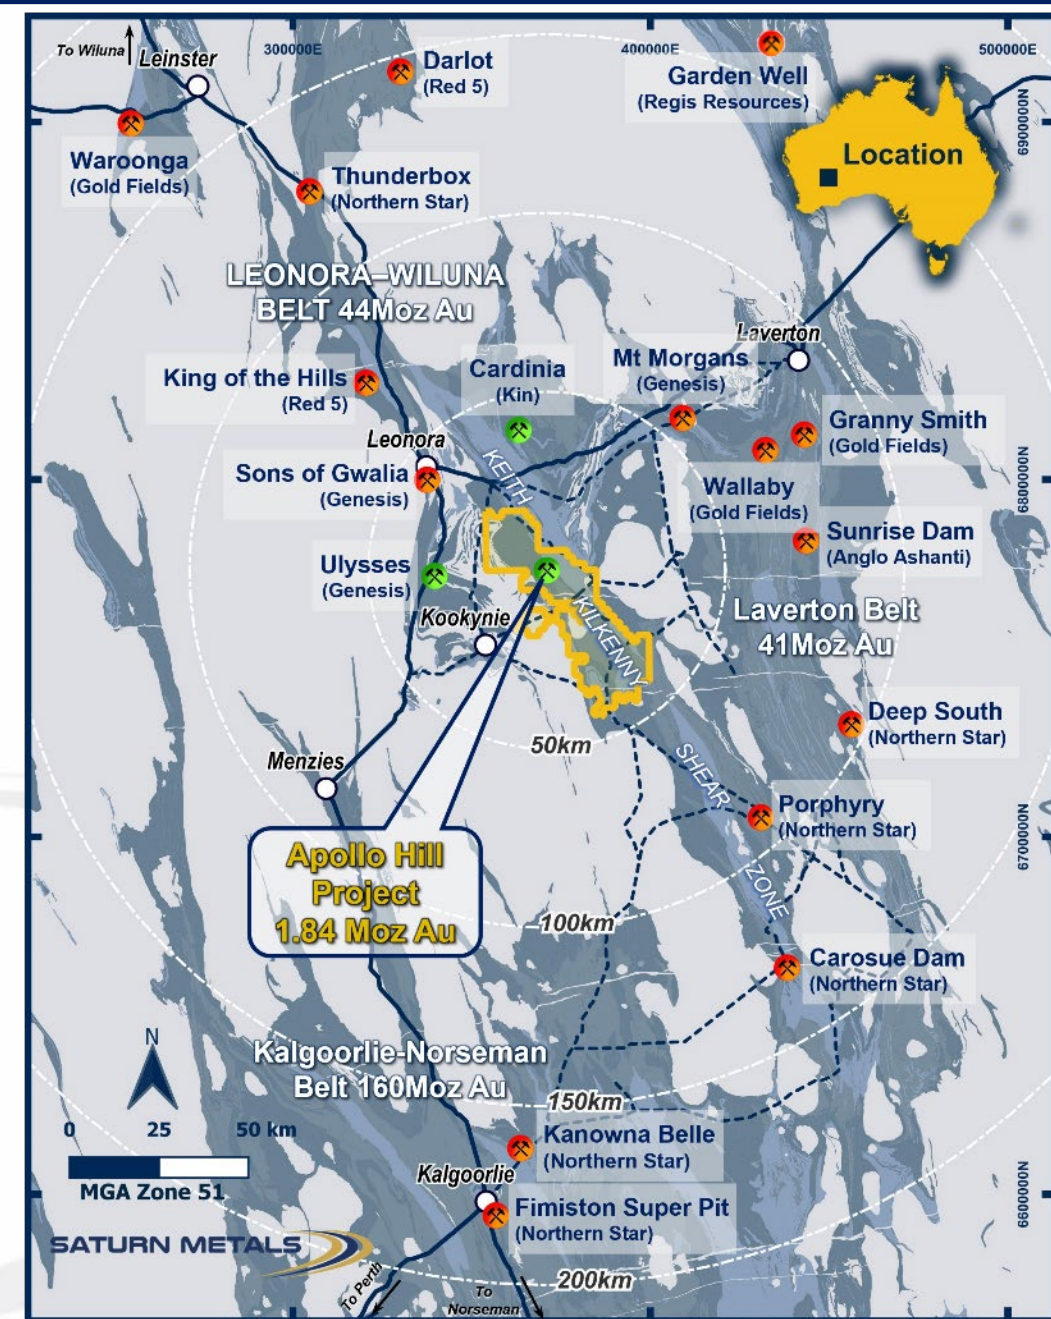 To Wiluna
Leinster
300000E
400000E
500000E
Darlot
(Red 5)
Garden Well
(Regis Resources)
6900000N
Location
Waroonga
(Gold Fields)
Thunderbox
(Northern Star)
LEONORA–WILUNA
BELT 44Moz Au
Laverton
King of the Hills
(Red 5)
Cardinia
(Kin)
Mt Morgans
(Genesis)
Granny Smith
(Gold Fields)
Leonora
Sons of Gwalia
(Genesis)
KEITH
Wallaby
(Gold Fields)
6800000N
Sunrise Dam
(Anglo Ashanti)
Ulysses
(Genesis)
Kookynie
KILKENNY
Laverton Belt
41Moz Au
Deep South
(Northern Star)
50km
Menzies
SHEAR
Porphyry
(Northern Star)
6700000N
Apollo Hill
Project
1.84 Moz Au
ZONE
100km
Carosue Dam
(Northern Star)
N
Kalgoorlie-Norseman
Belt 160Moz Au
150km
0 25 50 km
MGA Zone 51
Kanowna Belle
(Northern Star)
Kalgoorlie
Fimiston Super Pit
(Northern Star)
6600000N
SATURN METALS
200km
To Perth
To
Norseman